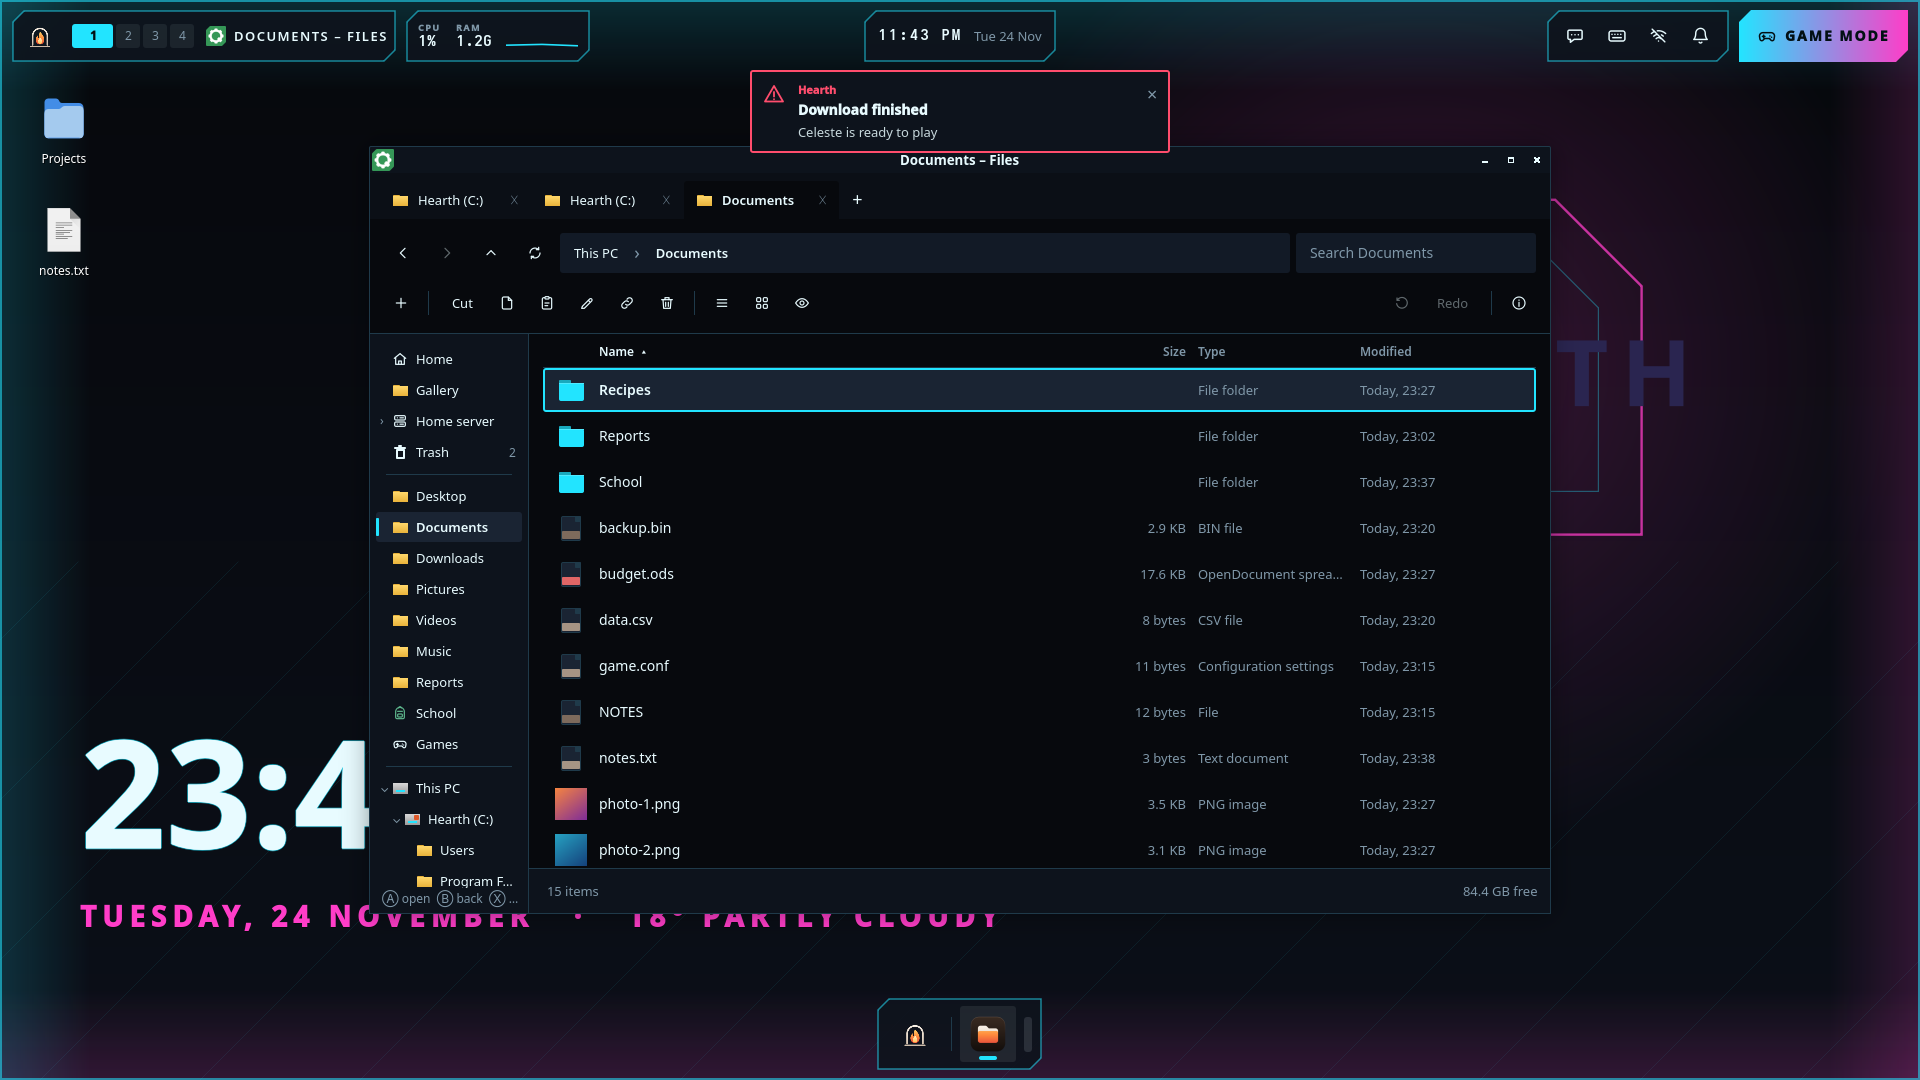 1 2 3 4 DOCUMENTS – FILES
CPU 1% RAM 1.2G
11:43 PM Tue 24 Nov
GAME MODE
Hearth
Download finished
Celeste is ready to play
Projects
notes.txt
Documents – Files
Hearth (C:) X Hearth (C:) X Documents X +
This PC › Documents
Search Documents
Cut
Redo
Home
Gallery
Home server
Trash 2
Desktop
Documents
Downloads
Pictures
Videos
Music
Reports
School
Games
This PC
Hearth (C:)
Users
Program F...
A open B back X ...
Name Size Type Modified
Recipes File folder Today, 23:27
Reports File folder Today, 23:02
School File folder Today, 23:37
backup.bin 2.9 KB BIN file Today, 23:20
budget.ods 17.6 KB OpenDocument sprea... Today, 23:27
data.csv 8 bytes CSV file Today, 23:20
game.conf 11 bytes Configuration settings Today, 23:15
NOTES 12 bytes File Today, 23:15
notes.txt 3 bytes Text document Today, 23:38
photo-1.png 3.5 KB PNG image Today, 23:27
photo-2.png 3.1 KB PNG image Today, 23:27
15 items
84.4 GB free
TH
23:4
TUESDAY, 24 NOVEMBER · 18° PARTLY CLOUDY